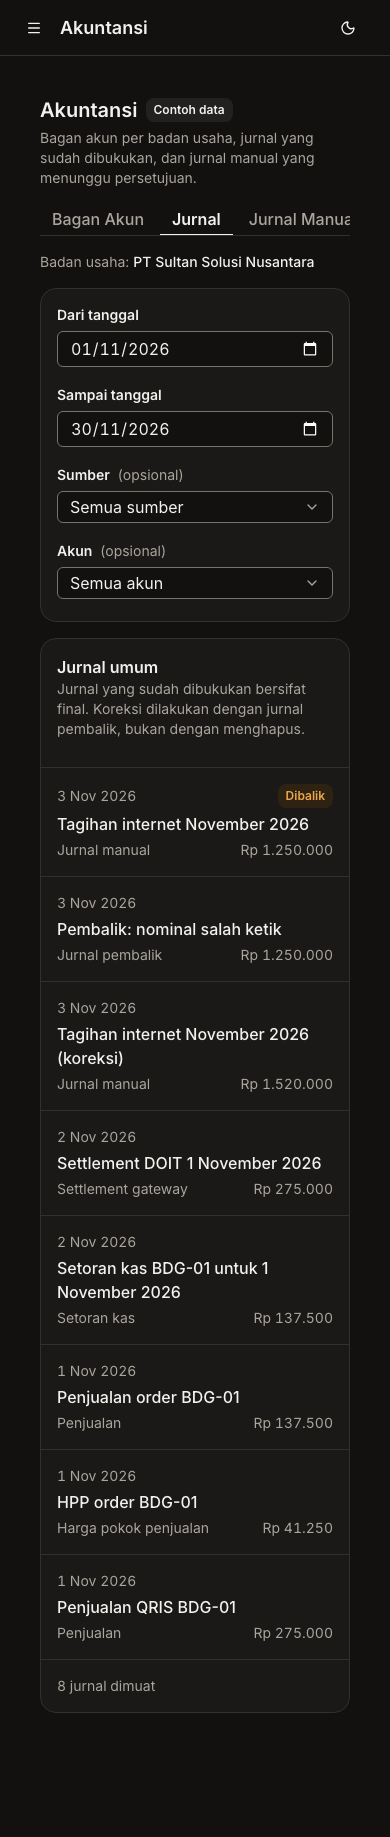 Akuntansi
Akuntansi Contoh data
Bagan akun per badan usaha, jurnal yang
sudah dibukukan, dan jurnal manual yang
menunggu persetujuan.
Bagan Akun Jurnal Jurnal Manua
Badan usaha: PT Sultan Solusi Nusantara
Dari tanggal
01/11/2026
Sampai tanggal
30/11/2026
Sumber (opsional)
Semua sumber
Akun (opsional)
Semua akun
Jurnal umum
Jurnal yang sudah dibukukan bersifat
final. Koreksi dilakukan dengan jurnal
pembalik, bukan dengan menghapus.
3 Nov 2026 Dibalik
Tagihan internet November 2026
Jurnal manual Rp 1.250.000
3 Nov 2026
Pembalik: nominal salah ketik
Jurnal pembalik Rp 1.250.000
3 Nov 2026
Tagihan internet November 2026
(koreksi)
Jurnal manual Rp 1.520.000
2 Nov 2026
Settlement DOIT 1 November 2026
Settlement gateway Rp 275.000
2 Nov 2026
Setoran kas BDG-01 untuk 1
November 2026
Setoran kas Rp 137.500
1 Nov 2026
Penjualan order BDG-01
Penjualan Rp 137.500
1 Nov 2026
HPP order BDG-01
Harga pokok penjualan Rp 41.250
1 Nov 2026
Penjualan QRIS BDG-01
Penjualan Rp 275.000
8 jurnal dimuat